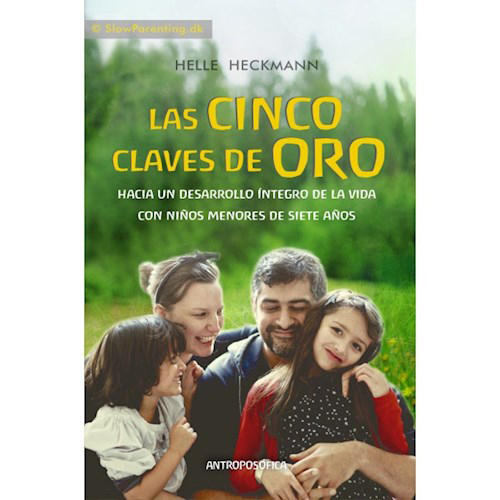 © SlowParenting.dk
HELLE HECKMANN
LAS CINCO
CLAVES DE ORO
HACIA UN DESARROLLO ÍNTEGRO DE LA VIDA
CON NIÑOS MENORES DE SIETE AÑOS
ANTROPOSÓFICA